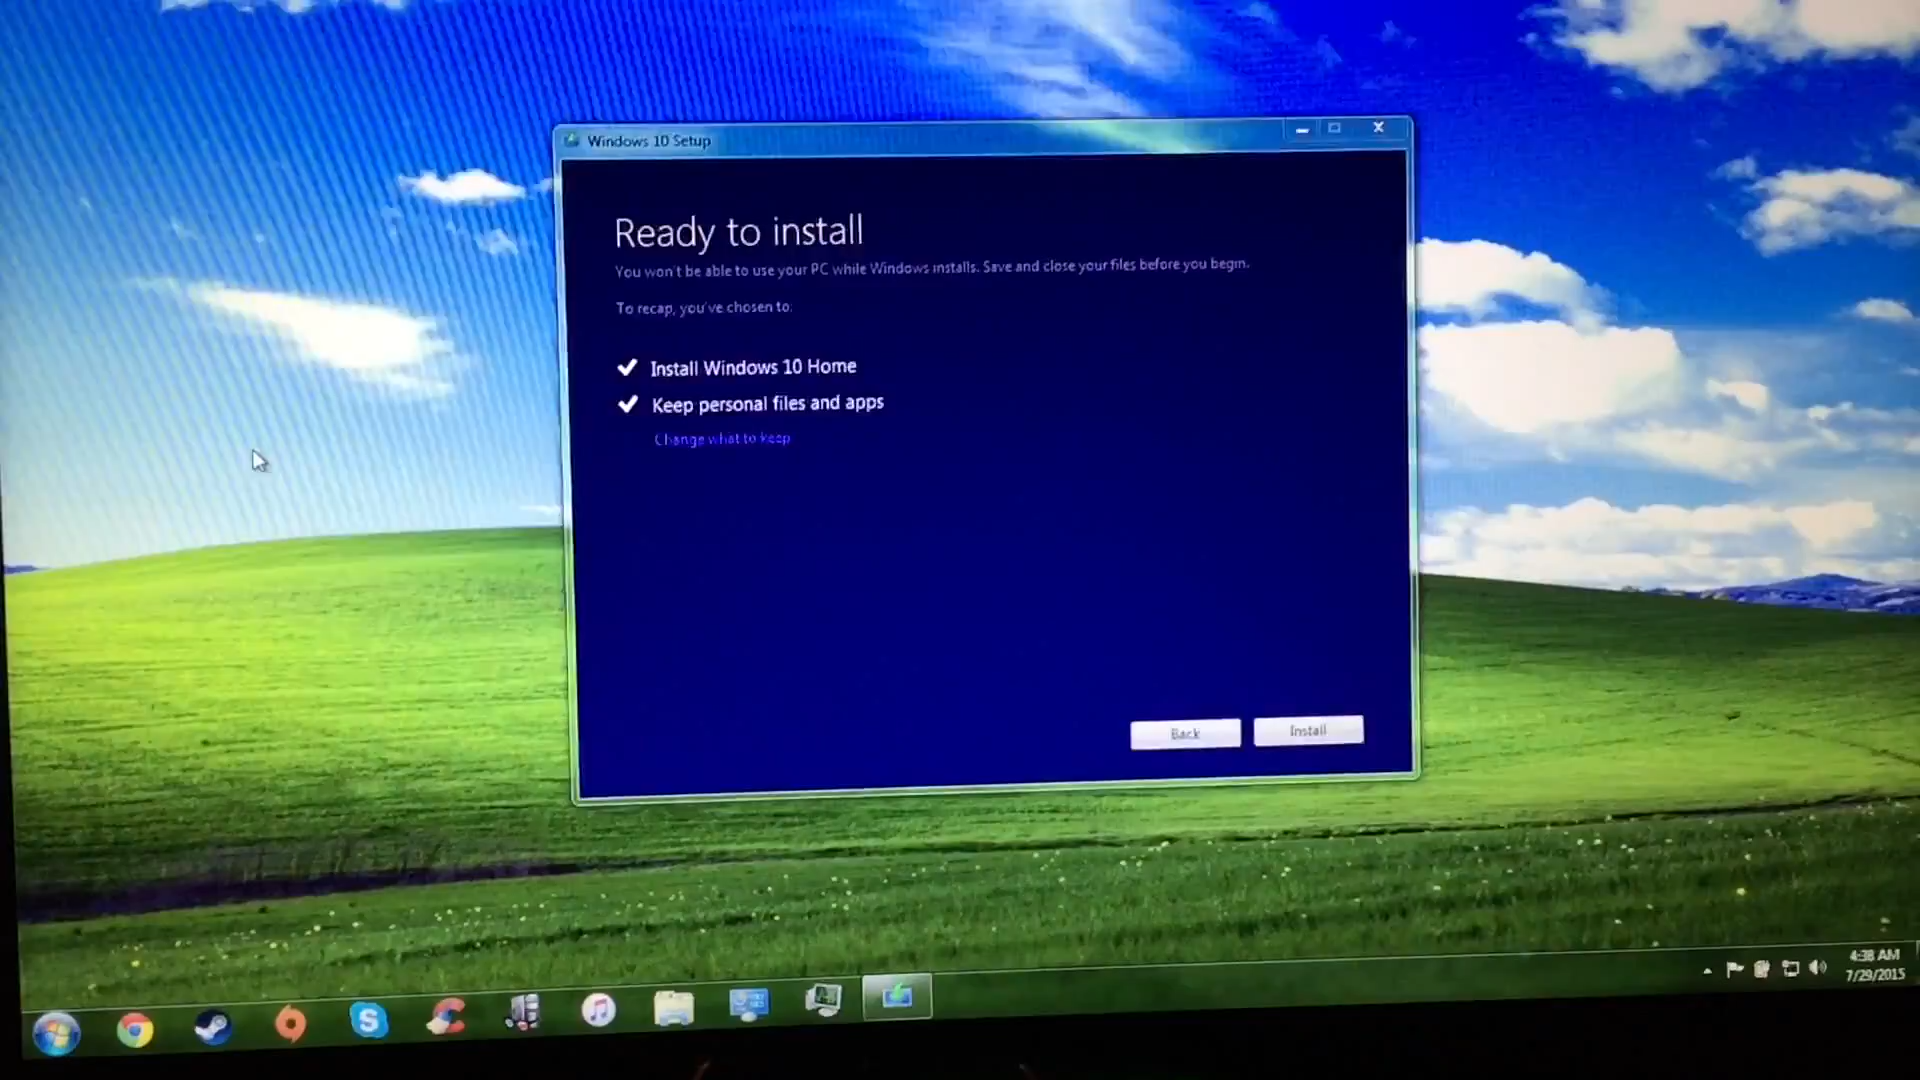 Windows 10 Setup
Ready to install
You won't be able to use your PC while Windows installs. Save and close your files before you begin.
To recap, you've chosen to:
Install Windows 10 Home
Keep personal files and apps
Change what to keep
Back
Install
4:38 AM
7/29/2015